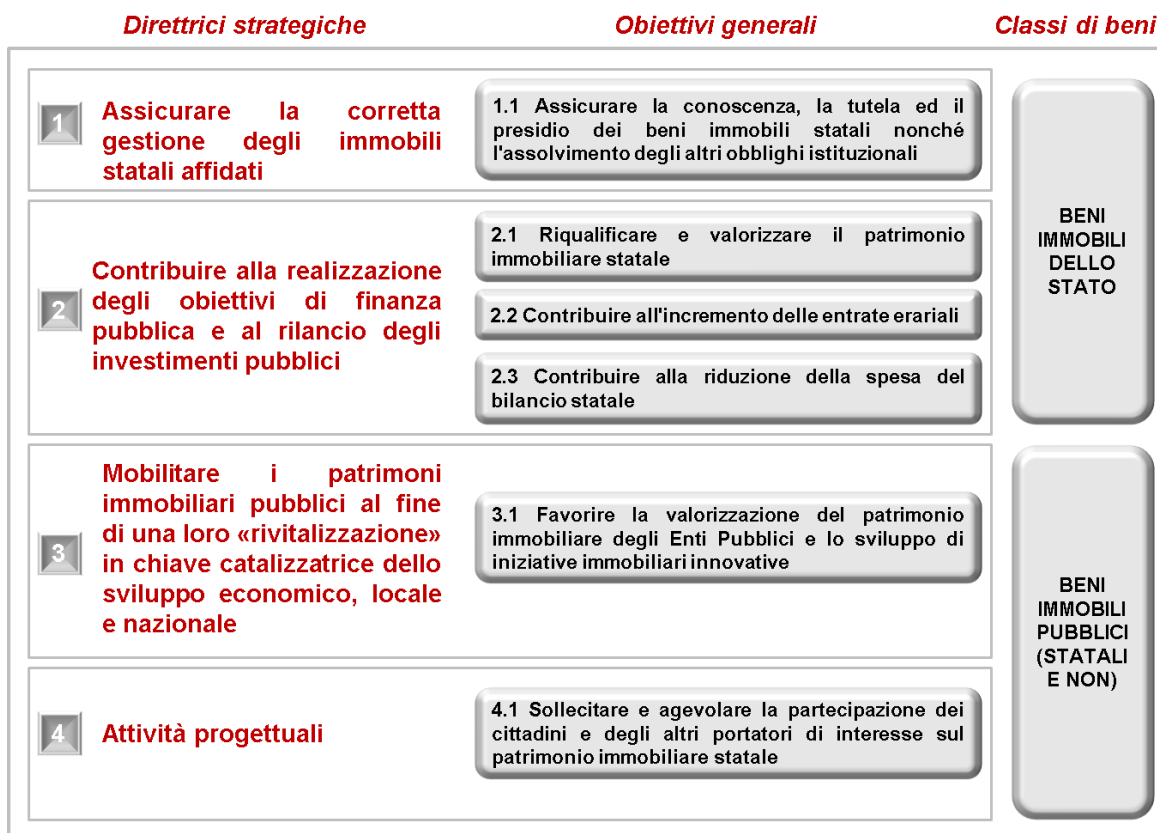 Direttrici strategiche
Obiettivi generali
Classi di beni
1
Assicurare la corretta
gestione degli immobili
statali affidati
1.1 Assicurare la conoscenza, la tutela ed il
presidio dei beni immobili statali nonché
l'assolvimento degli altri obblighi istituzionali
2
Contribuire alla realizzazione
degli obiettivi di finanza
pubblica e al rilancio degli
investimenti pubblici
2.1 Riqualificare e valorizzare il patrimonio
immobiliare statale
2.2 Contribuire all'incremento delle entrate erariali
2.3 Contribuire alla riduzione della spesa del
bilancio statale
BENI
IMMOBILI
DELLO
STATO
3
Mobilitare i patrimoni
immobiliari pubblici al fine
di una loro «rivitalizzazione»
in chiave catalizzatrice dello
sviluppo economico, locale
e nazionale
3.1 Favorire la valorizzazione del patrimonio
immobiliare degli Enti Pubblici e lo sviluppo di
iniziative immobiliari innovative
4
Attività progettuali
4.1 Sollecitare e agevolare la partecipazione dei
cittadini e degli altri portatori di interesse sul
patrimonio immobiliare statale
BENI
IMMOBILI
PUBBLICI
(STATALI
E NON)